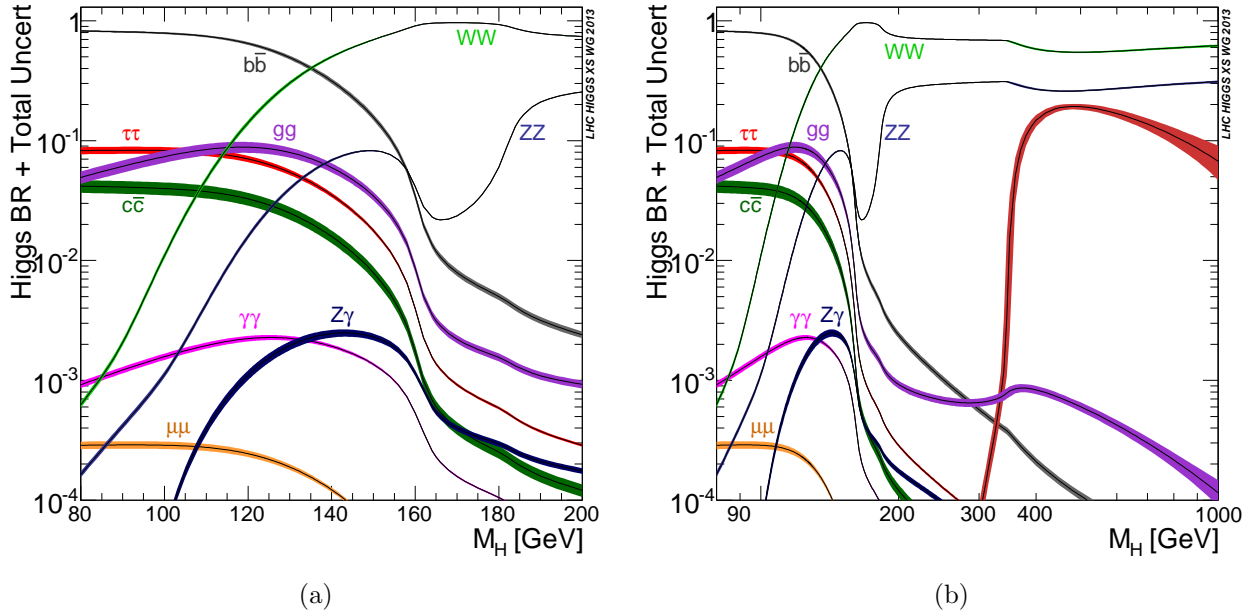 Higgs BR + Total Uncert
1
10⁻¹
10⁻²
10⁻³
10⁻⁴
LHC HIGGS XS WG 2013
WW
bb̄
ττ
gg
ZZ
cc̄
γγ
Zγ
μμ
80 100 120 140 160 180 200
M_H [GeV]
(a)
Higgs BR + Total Uncert
1
10⁻¹
10⁻²
10⁻³
10⁻⁴
LHC HIGGS XS WG 2013
WW
bb̄
ττ
gg
ZZ
cc̄
γγ
Zγ
μμ
90 200 300 400 1000
M_H [GeV]
(b)